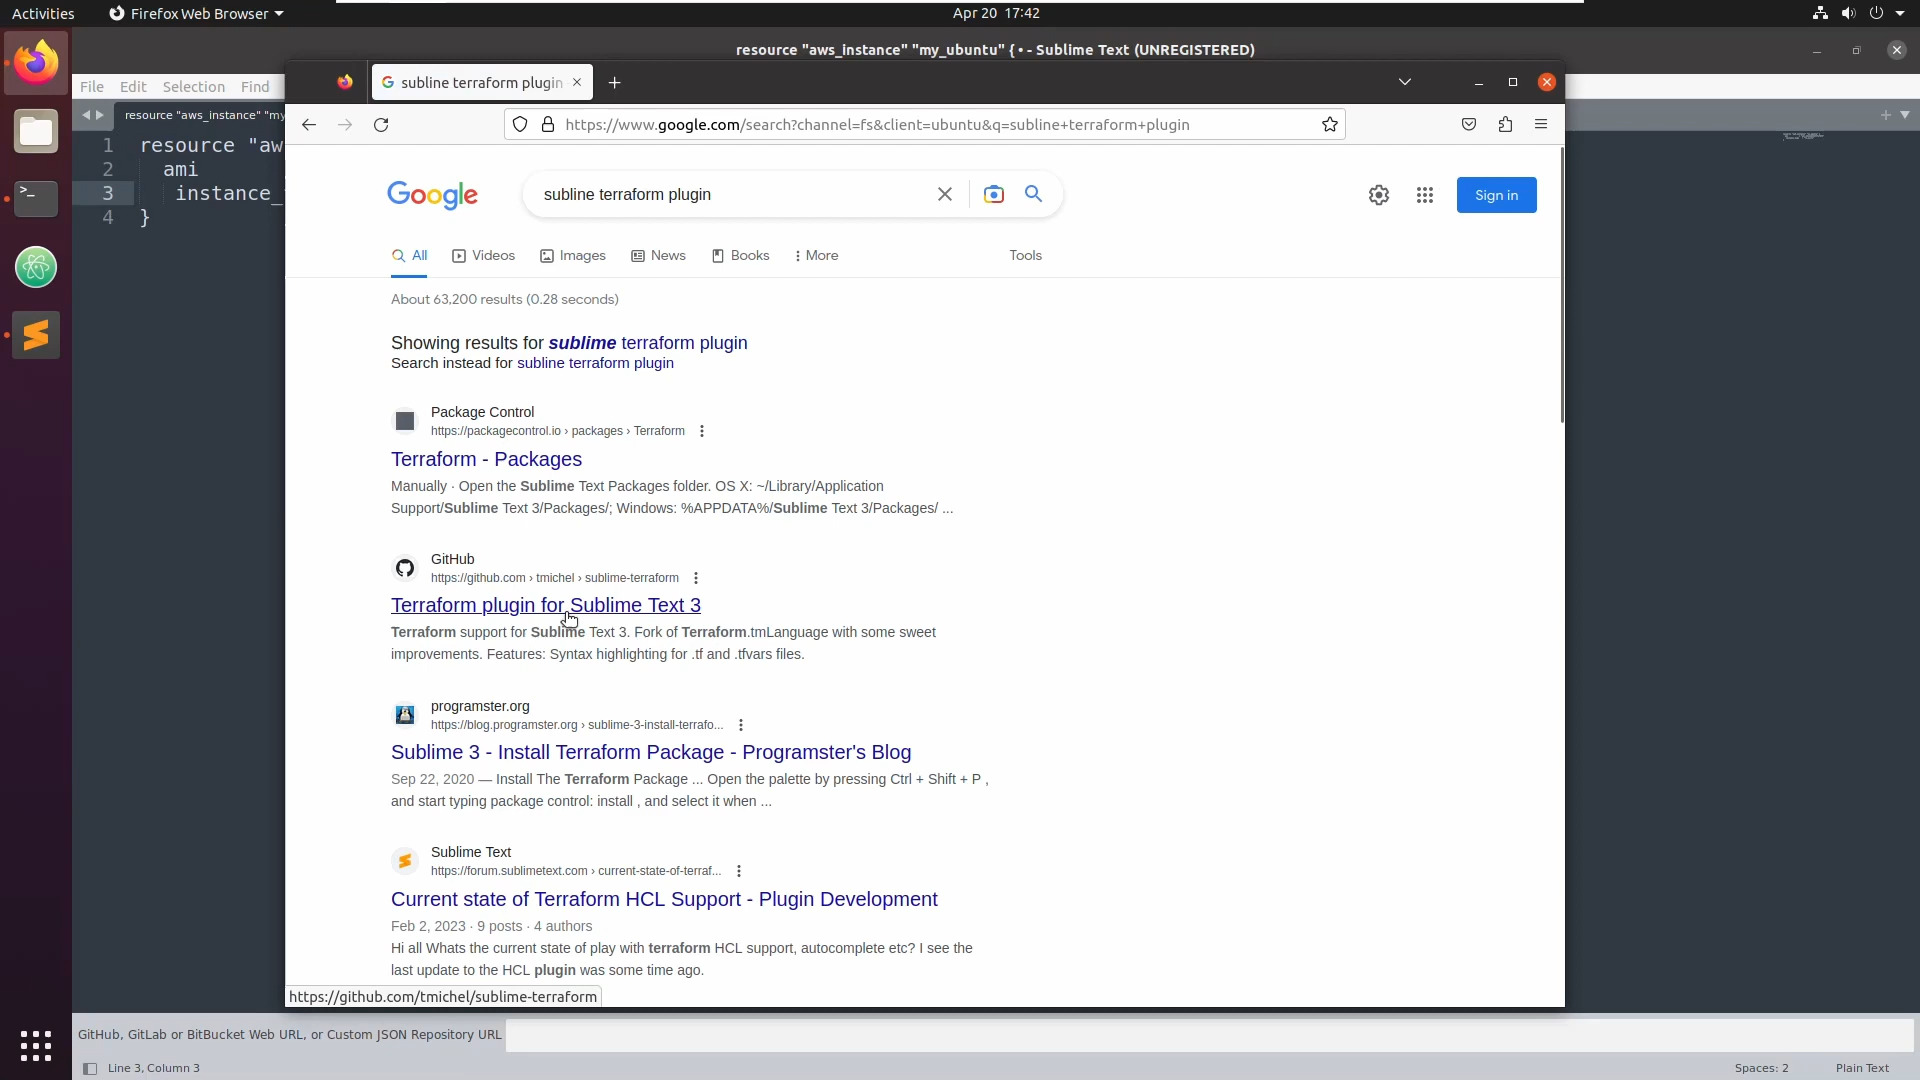 Activities
Firefox Web Browser
Apr 20 17:42
resource "aws_instance" "my_ubuntu" { • - Sublime Text (UNREGISTERED)
File Edit Selection Find
subline terraform plugin
resource "aws_instance" "my
https://www.google.com/search?channel=fs&client=ubuntu&q=subline+terraform+plugin
1 resource "aw
2 ami
3 instance_
4 }
Google
subline terraform plugin
Sign in
All
Videos
Images
News
Books
More
Tools
About 63,200 results (0.28 seconds)
Showing results for sublime terraform plugin
Search instead for subline terraform plugin
Package Control
https://packagecontrol.io › packages › Terraform
Terraform - Packages
Manually · Open the Sublime Text Packages folder. OS X: ~/Library/Application
Support/Sublime Text 3/Packages/; Windows: %APPDATA%/Sublime Text 3/Packages/ ...
GitHub
https://github.com › tmichel › sublime-terraform
Terraform plugin for Sublime Text 3
Terraform support for Sublime Text 3. Fork of Terraform.tmLanguage with some sweet
improvements. Features: Syntax highlighting for .tf and .tfvars files.
programster.org
https://blog.programster.org › sublime-3-install-terrafo...
Sublime 3 - Install Terraform Package - Programster's Blog
Sep 22, 2020 — Install The Terraform Package ... Open the palette by pressing Ctrl + Shift + P ,
and start typing package control: install , and select it when ...
Sublime Text
https://forum.sublimetext.com › current-state-of-terraf...
Current state of Terraform HCL Support - Plugin Development
Feb 2, 2023 · 9 posts · 4 authors
Hi all Whats the current state of play with terraform HCL support, autocomplete etc? I see the
last update to the HCL plugin was some time ago.
https://github.com/tmichel/sublime-terraform
GitHub, GitLab or BitBucket Web URL, or Custom JSON Repository URL
Line 3, Column 3
Spaces: 2
Plain Text